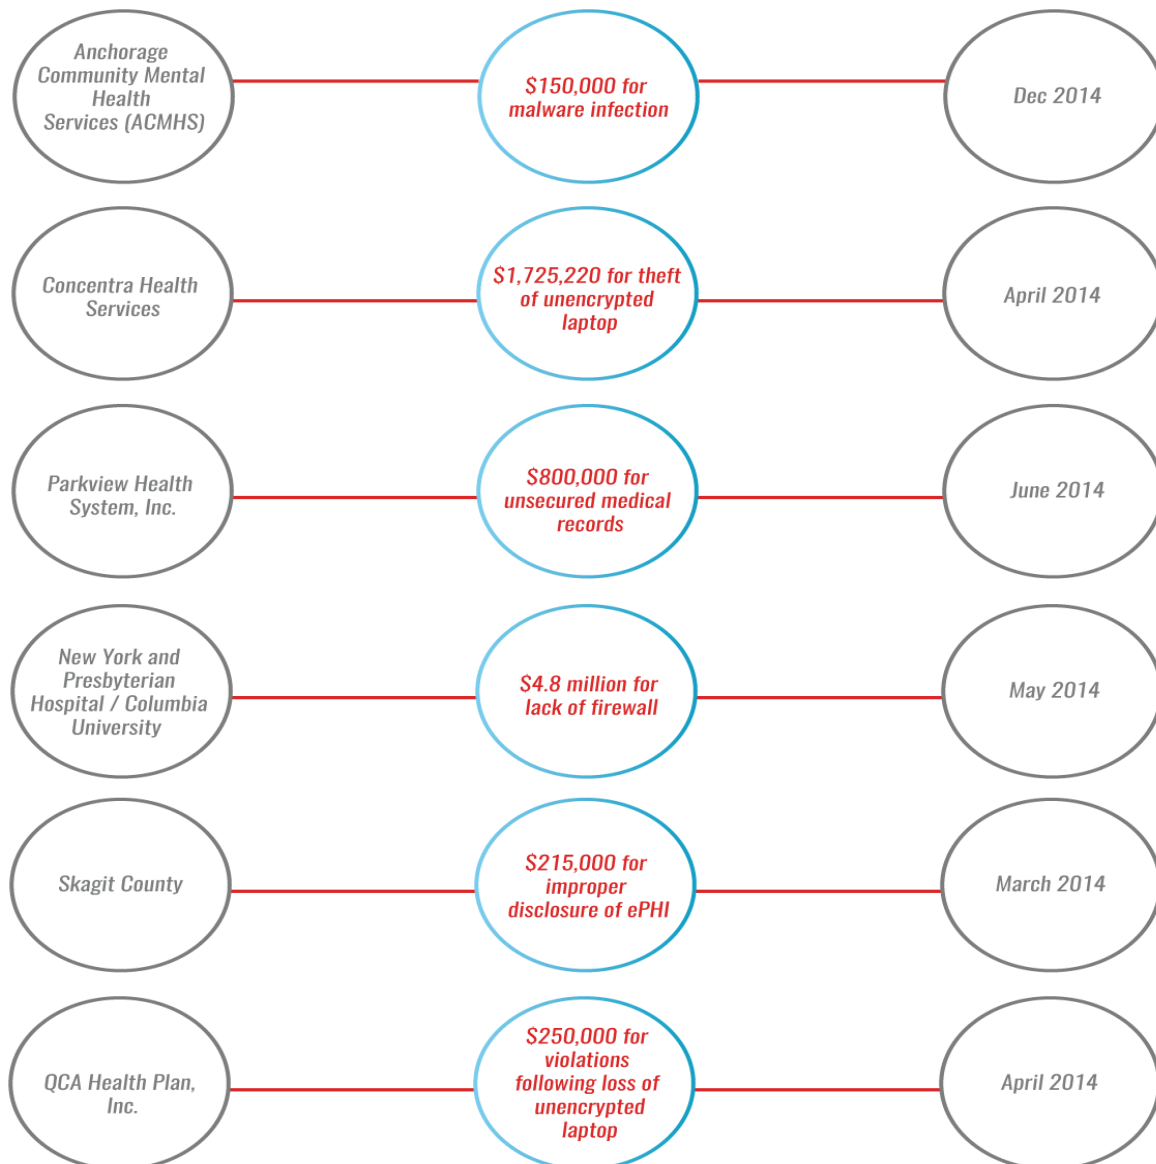 Anchorage
Community Mental
Health
Services (ACMHS)
$150,000 for
malware infection
Dec 2014
Concentra Health
Services
$1,725,220 for theft
of unencrypted
laptop
April 2014
Parkview Health
System, Inc.
$800,000 for
unsecured medical
records
June 2014
New York and
Presbyterian
Hospital / Columbia
University
$4.8 million for
lack of firewall
May 2014
Skagit County
$215,000 for
improper
disclosure of ePHI
March 2014
QCA Health Plan,
Inc.
$250,000 for
violations
following loss of
unencrypted
laptop
April 2014